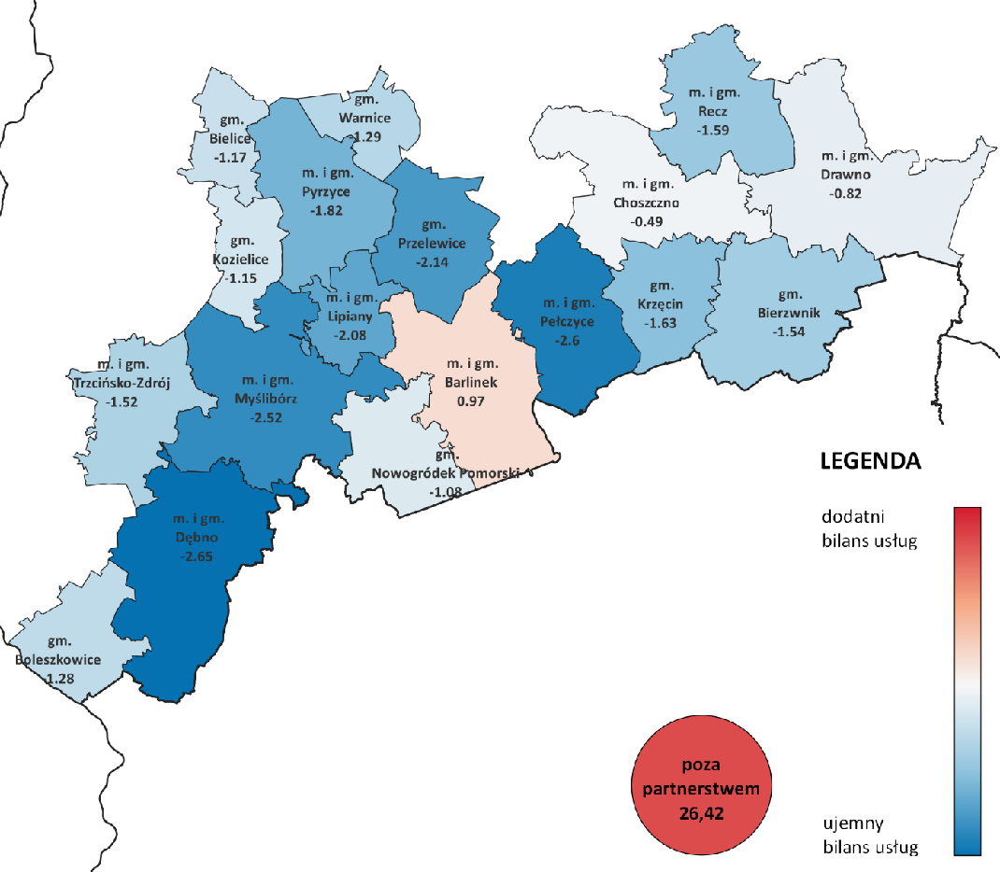 gm.
Bielice
-1.17
gm.
Warnice
-1.29
m. i gm.
Pyrzyce
-1.82
gm.
Kozielice
-1.15
gm.
Przelewice
-2.14
m. i gm.
Lipiany
-2.08
m. i gm.
Recz
-1.59
m. i gm.
Drawno
-0.82
m. i gm.
Choszczno
-0.49
m. i gm.
Pełczyce
-2.6
gm.
Krzęcin
-1.63
gm.
Bierzwnik
-1.54
m. i gm.
Trzcińsko-Zdrój
-1.52
m. i gm.
Myślibórz
-2.52
m. i gm.
Barlinek
0.97
gm.
Nowogródek Pomorski
-1.08
m. i gm.
Dębno
-2.65
gm.
Boleszkowice
-1.28
LEGENDA
dodatni
bilans usług
ujemny
bilans usług
poza
partnerstwem
26,42